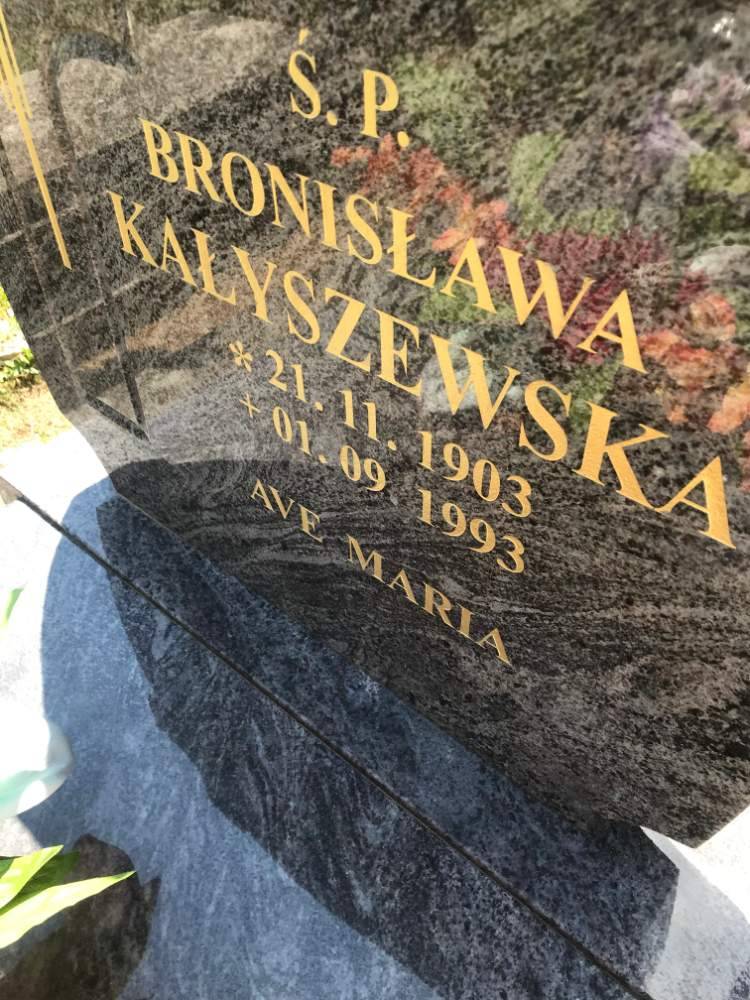 Ś. P.
BRONISŁAWA
KAŁYSZEWSKA
* 21. 11. 1903
+ 01. 09 1993
AVE MARIA